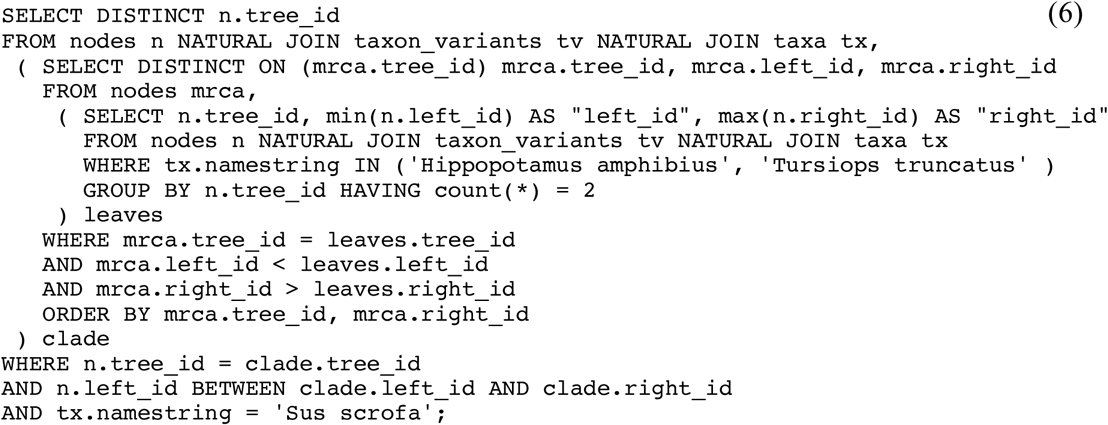 SELECT DISTINCT n.tree_id (6)
FROM nodes n NATURAL JOIN taxon_variants tv NATURAL JOIN taxa tx,
( SELECT DISTINCT ON (mrca.tree_id) mrca.tree_id, mrca.left_id, mrca.right_id
FROM nodes mrca,
( SELECT n.tree_id, min(n.left_id) AS "left_id", max(n.right_id) AS "right_id"
FROM nodes n NATURAL JOIN taxon_variants tv NATURAL JOIN taxa tx
WHERE tx.namestring IN ('Hippopotamus amphibius', 'Tursiops truncatus' )
GROUP BY n.tree_id HAVING count(*) = 2
) leaves
WHERE mrca.tree_id = leaves.tree_id
AND mrca.left_id < leaves.left_id
AND mrca.right_id > leaves.right_id
ORDER BY mrca.tree_id, mrca.right_id
) clade
WHERE n.tree_id = clade.tree_id
AND n.left_id BETWEEN clade.left_id AND clade.right_id
AND tx.namestring = 'Sus scrofa';